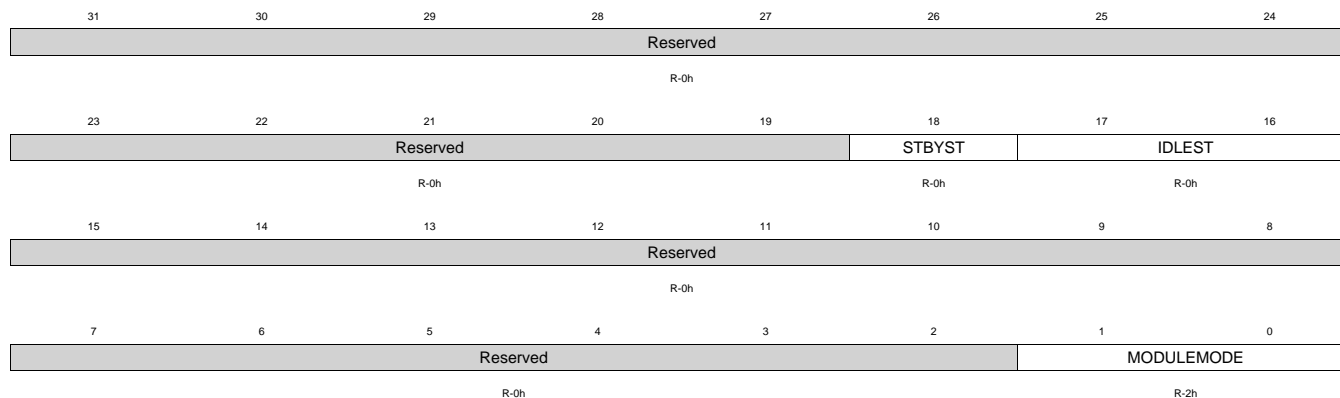 31 30 29 28 27 26 25 24
Reserved
R-0h
23 22 21 20 19 18 17 16
Reserved STBYST IDLEST
R-0h R-0h R-0h
15 14 13 12 11 10 9 8
Reserved
R-0h
7 6 5 4 3 2 1 0
Reserved MODULEMODE
R-0h R-2h